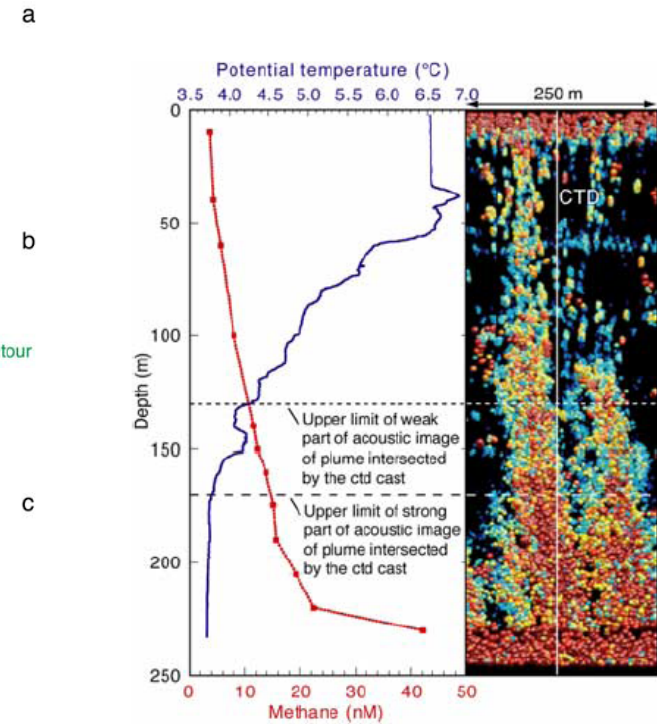 a
Potential temperature (°C)
3.5 4.0 4.5 5.0 5.5 6.0 6.5 7.0
250 m
0
CTD
50
b
100
tour
Depth (m)
Upper limit of weak
part of acoustic image
of plume intersected
by the ctd cast
150
c
Upper limit of strong
part of acoustic image
of plume intersected
by the ctd cast
200
250
0 10 20 30 40 50
Methane (nM)